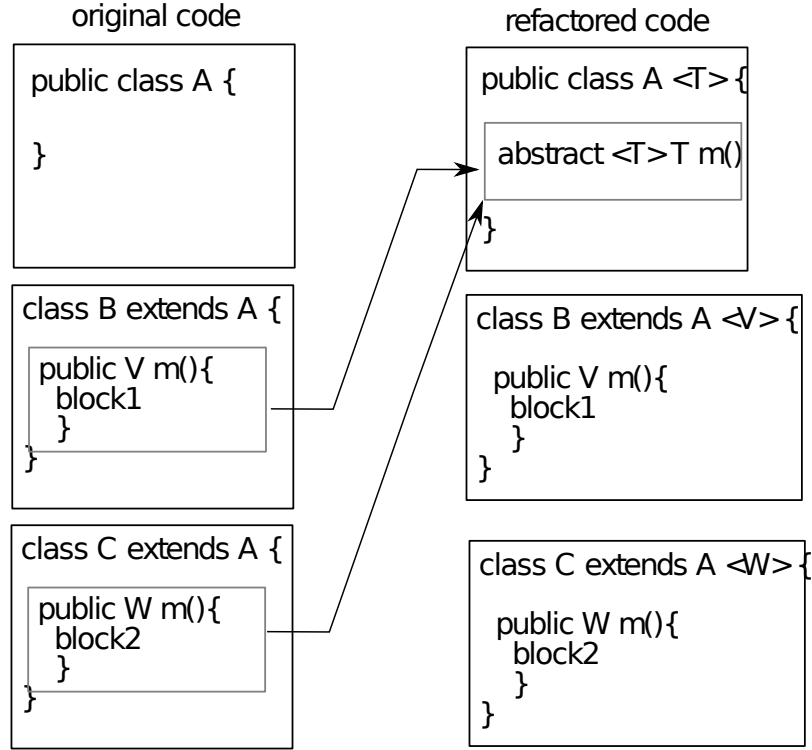 original code
public class A {
}
class B extends A {
public V m(){
block1
}
}
class C extends A {
public W m(){
block2
}
}
refactored code
public class A <T> {
abstract <T> T m()
}
class B extends A <V> {
public V m(){
block1
}
}
class C extends A <W> {
public W m(){
block2
}
}